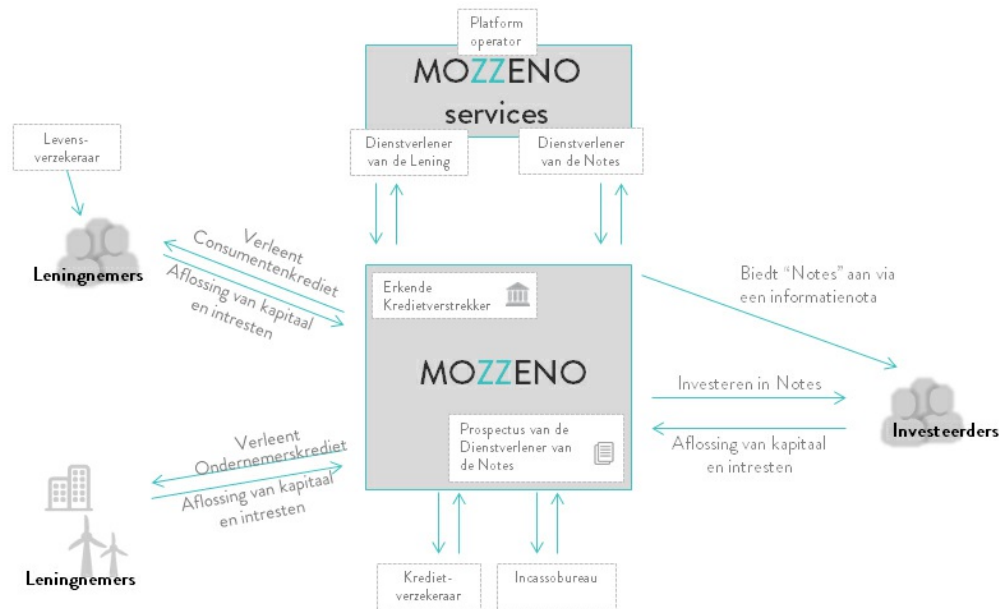 Platform
operator
MOZZENO
services
Dienstverlener
van de Lening
Dienstverlener
van de Notes
Levens-
verzekeraar
Leningnemers
Verleent
Consumentenkrediet
Aflossing van kapitaal
en intresten
Erkende
Kredietverstrekker
MOZZENO
Prospectus van de
Dienstverlener van
de Notes
Biedt "Notes" aan via
een informatienota
Investeren in Notes
Aflossing van kapitaal
en intresten
Investeerders
Verleent
Ondernemerskrediet
Aflossing van kapitaal
en intresten
Leningnemers
Krediet-
verzekeraar
Incassobureau